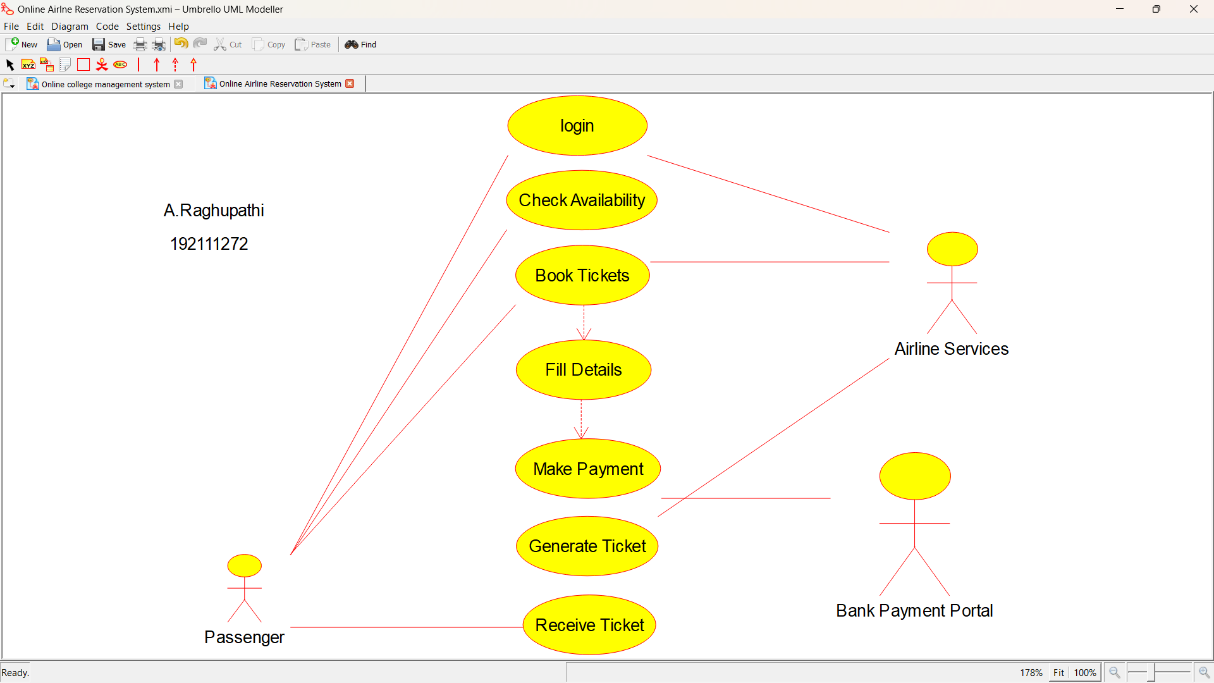 Online Airlne Reservation System.xmi – Umbrello UML Modeller
File Edit Diagram Code Settings Help
New Open Save Cut Copy Paste Find
XYZ
Online college management system Online Airline Reservation System
login
Check Availability
A.Raghupathi
192111272
Book Tickets
Airline Services
Fill Details
Make Payment
Generate Ticket
Bank Payment Portal
Receive Ticket
Passenger
Ready. 178% Fit 100%